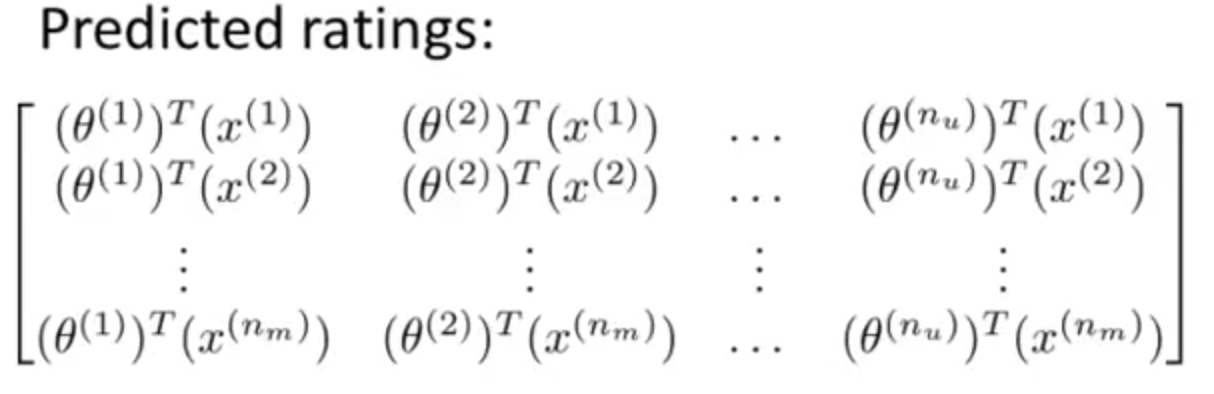 Predicted ratings:
(θ^(1))^T(x^(1)) (θ^(2))^T(x^(1)) ... (θ^(n_u))^T(x^(1))
(θ^(1))^T(x^(2)) (θ^(2))^T(x^(2)) ... (θ^(n_u))^T(x^(2))
⋮ ⋮ ⋮ ⋮
(θ^(1))^T(x^(n_m)) (θ^(2))^T(x^(n_m)) ... (θ^(n_u))^T(x^(n_m))